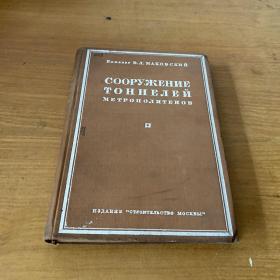 Инженер В.Л. МАКОВСКИЙ
СООРУЖЕНИЕ
ТОННЕЛЕЙ
МЕТРОПОЛИТЕНОВ
ИЗДАНИЕ "СТРОИТЕЛЬСТВО МОСКВЫ"